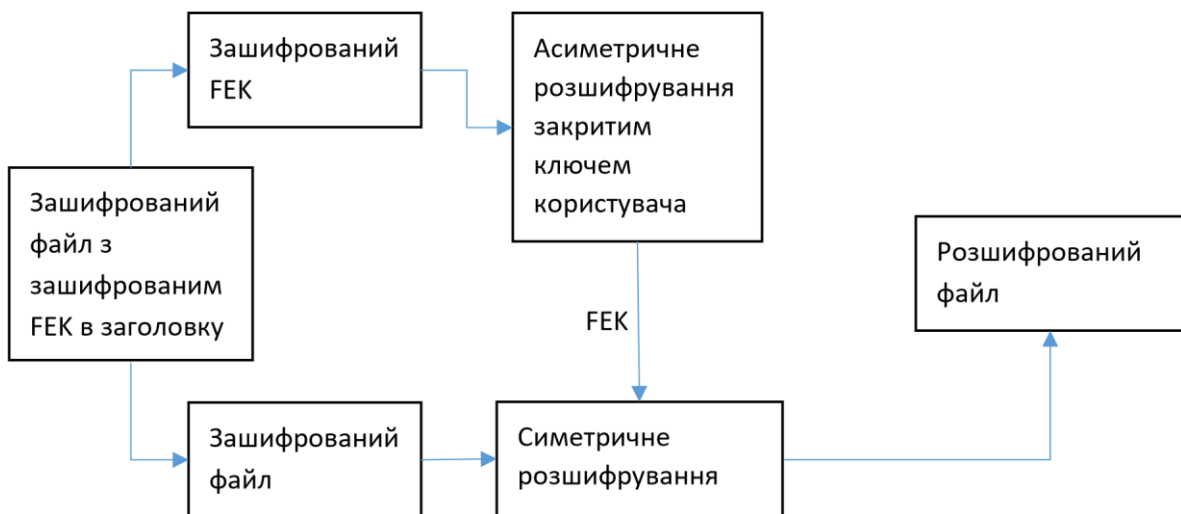 Зашифрований
FEK
Асиметричне
розшифрування
закритим
ключем
користувача
Зашифрований
файл з
зашифрованим
FEK в заголовку
Розшифрований
файл
FEK
Зашифрований
файл
Симетричне
розшифрування